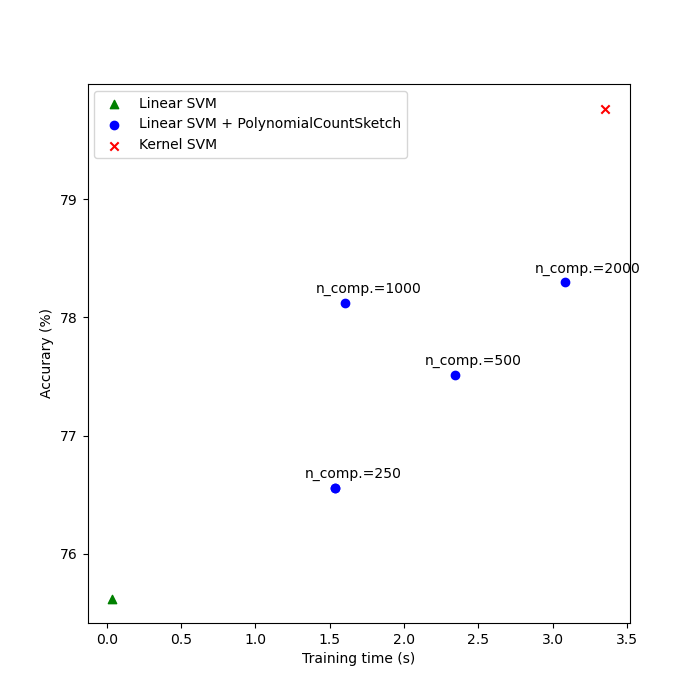 Linear SVM
Linear SVM + PolynomialCountSketch
Kernel SVM
79
n_comp.=2000
n_comp.=1000
78
n_comp.=500
77
n_comp.=250
76
Accurary (%)
0.0 0.5 1.0 1.5 2.0 2.5 3.0 3.5
Training time (s)